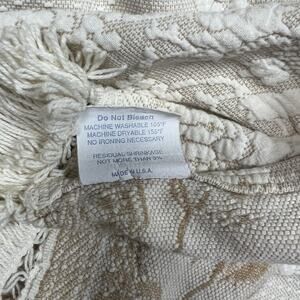 Do Not Bleach
MACHINE WASHABLE 105°F
MACHINE DRYABLE 155°F
NO IRONING NECESSARY
RESIDUAL SHRINKAGE
NOT MORE THAN 5%
MADE IN U.S.A.